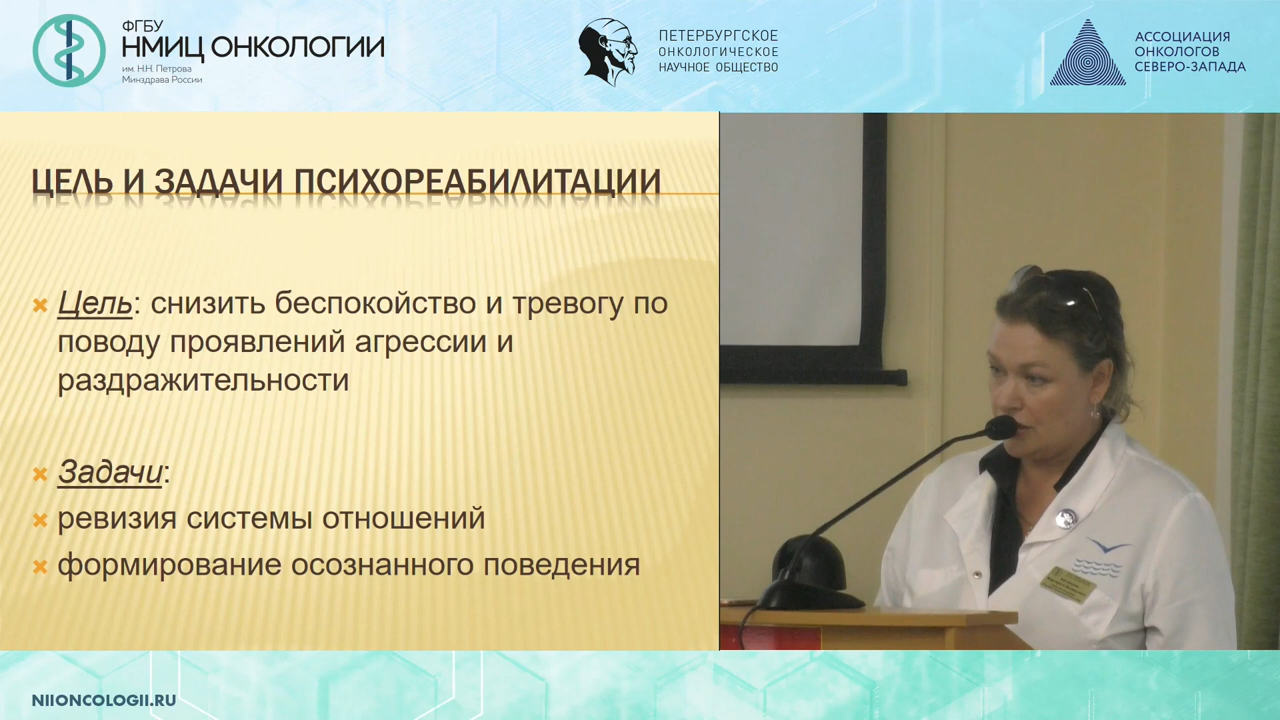 ФГБУ
НМИЦ ОНКОЛОГИИ
им. Н.Н. Петрова
Минздрава России
ПЕТЕРБУРГСКОЕ
ОНКОЛОГИЧЕСКОЕ
НАУЧНОЕ ОБЩЕСТВО
АССОЦИАЦИЯ
ОНКОЛОГОВ
СЕВЕРО-ЗАПАДА
ЦЕЛЬ И ЗАДАЧИ ПСИХОРЕАБИЛИТАЦИИ
Цель: снизить беспокойство и тревогу по
поводу проявлений агрессии и
раздражительности
Задачи:
ревизия системы отношений
формирование осознанного поведения
NIIONCOLOGII.RU